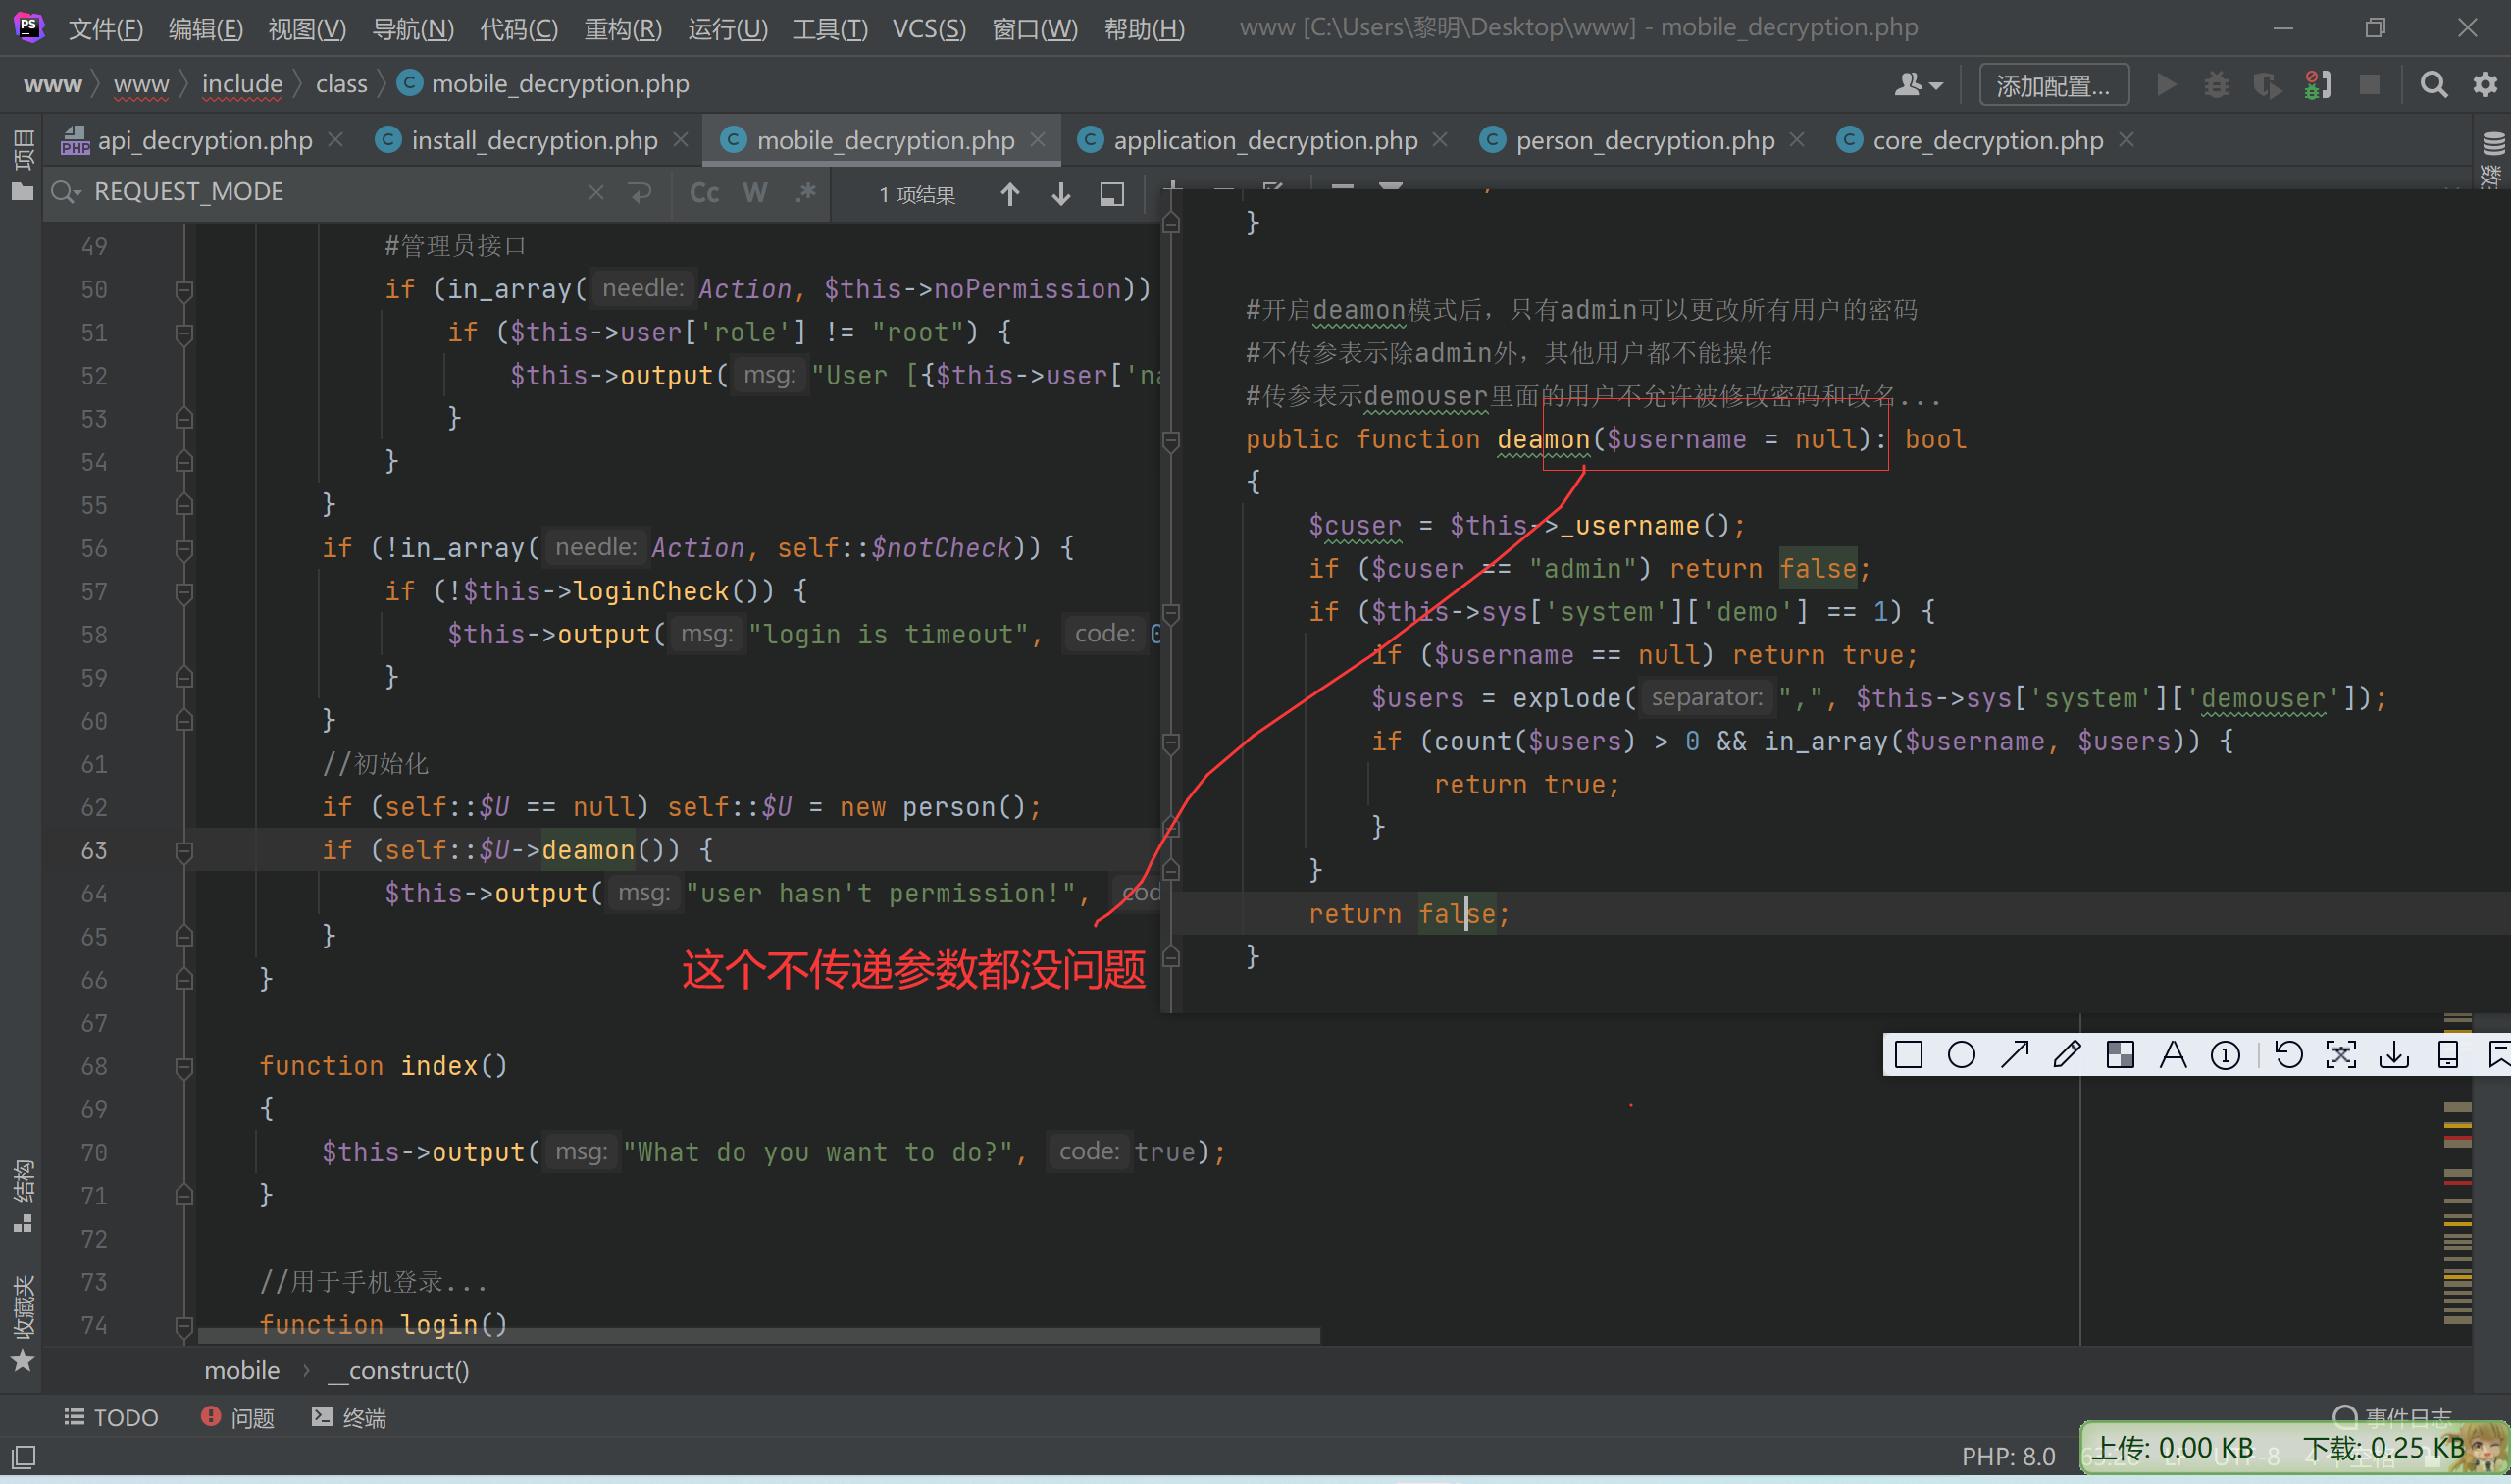 文件(F) 编辑(E) 视图(V) 导航(N) 代码(C) 重构(R) 运行(U) 工具(T) VCS(S) 窗口(W) 帮助(H) www [C:\Users\黎明\Desktop\www] - mobile_decryption.php
www www include class mobile_decryption.php 添加配置...
api_decryption.php install_decryption.php mobile_decryption.php application_decryption.php person_decryption.php core_decryption.php
项目
REQUEST_MODE Cc W .* 1 项结果
49 #管理员接口
50 if (in_array( needle: Action, $this->noPermission))
51 if ($this->user['role'] != "root") {
52 $this->output( msg: "User [{$this->user['na
53 }
54 }
55 }
56 if (!in_array( needle: Action, self::$notCheck)) {
57 if (!$this->loginCheck()) {
58 $this->output( msg: "login is timeout", code: 0
59 }
60 }
61 //初始化
62 if (self::$U == null) self::$U = new person();
63 if (self::$U->deamon()) {
64 $this->output( msg: "user hasn't permission!", cod
65 }
66 }
67
68 function index()
69 {
70 $this->output( msg: "What do you want to do?", code: true);
71 }
72
73 //用于手机登录...
74 function login()
}
#开启deamon模式后，只有admin可以更改所有用户的密码
#不传参表示除admin外，其他用户都不能操作
#传参表示demouser里面的用户不允许被修改密码和改名...
public function deamon($username = null): bool
{
$cuser = $this->_username();
if ($cuser == "admin") return false;
if ($this->sys['system']['demo'] == 1) {
if ($username == null) return true;
$users = explode( separator: ",", $this->sys['system']['demouser']);
if (count($users) > 0 && in_array($username, $users)) {
return true;
}
}
return false;
}
这个不传递参数都没问题
结构
收藏夹
mobile __construct()
TODO 问题 终端 事件日志
PHP: 8.0
上传: 0.00 KB 下载: 0.25 KB